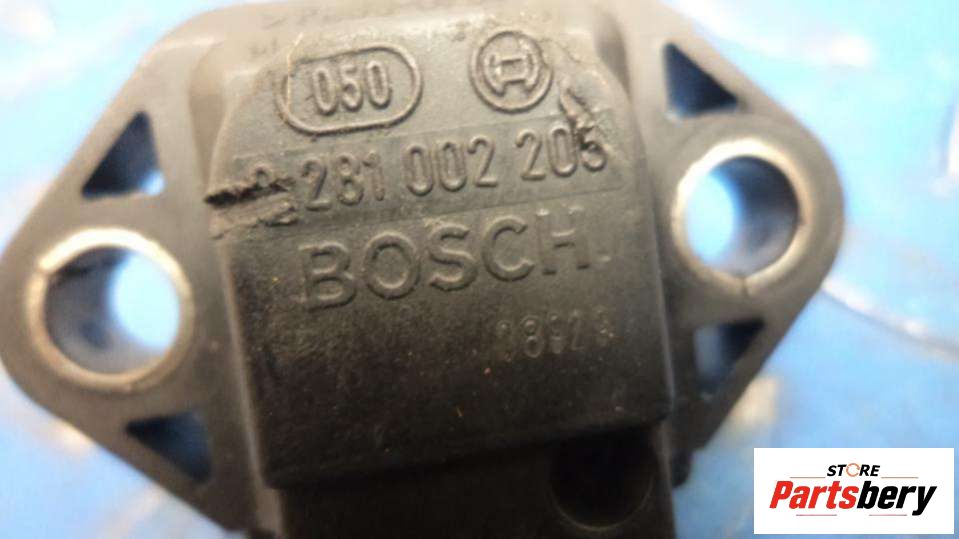 050
281 002 205
BOSCH
STORE
Partsbery